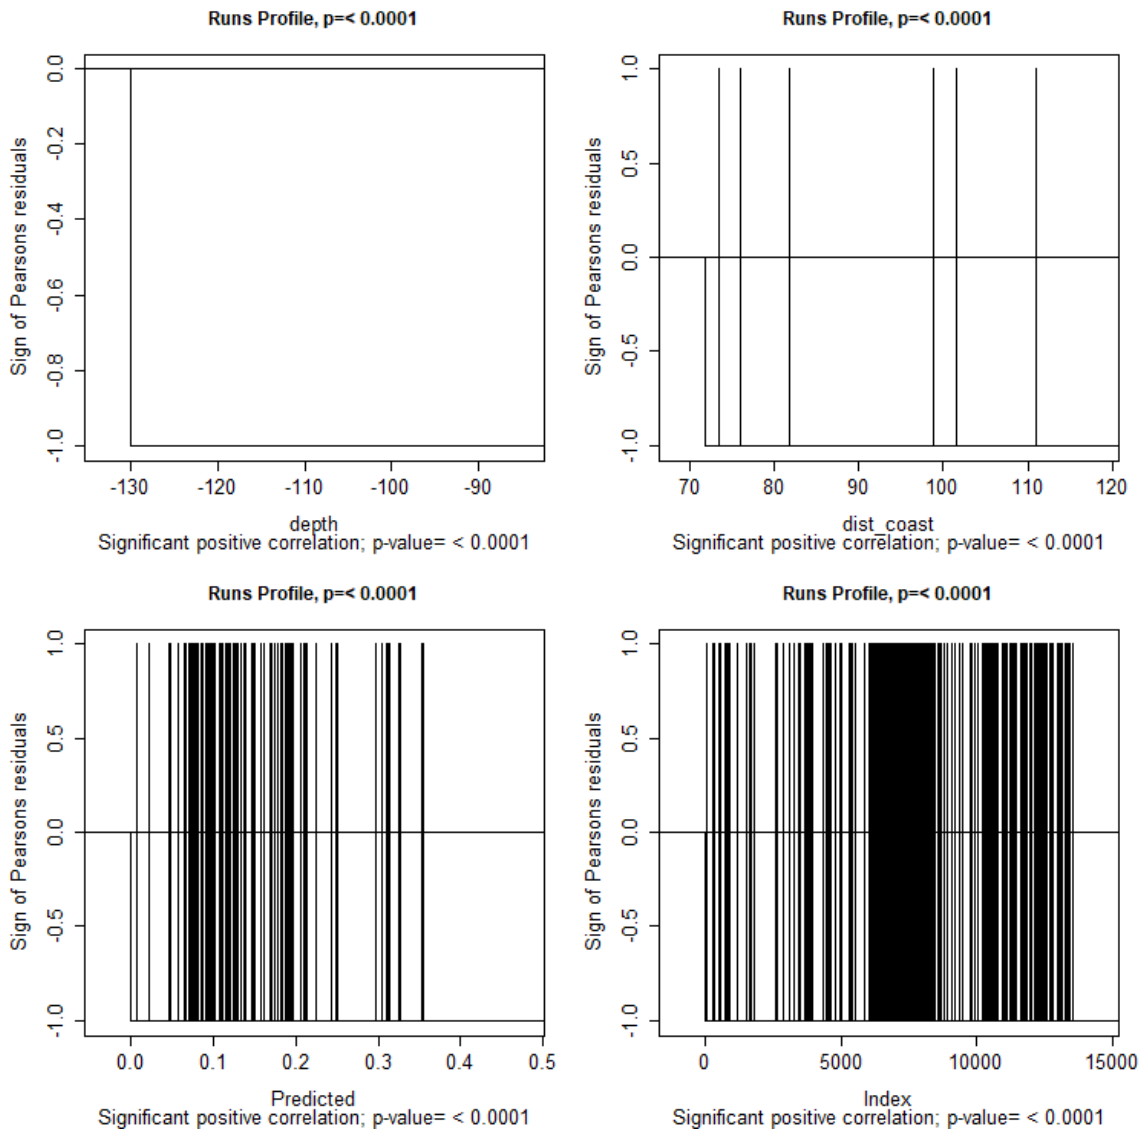 Runs Profile, p=< 0.0001
Sign of Pearsons residuals
0.0
-0.2
-0.4
-0.6
-0.8
-1.0
-130 -120 -110 -100 -90
depth
Significant positive correlation; p-value= < 0.0001
Runs Profile, p=< 0.0001
Sign of Pearsons residuals
1.0
0.5
0.0
-0.5
-1.0
70 80 90 100 110 120
dist_coast
Significant positive correlation; p-value= < 0.0001
Runs Profile, p=< 0.0001
Sign of Pearsons residuals
1.0
0.5
0.0
-0.5
-1.0
0.0 0.1 0.2 0.3 0.4 0.5
Predicted
Significant positive correlation; p-value= < 0.0001
Runs Profile, p=< 0.0001
Sign of Pearsons residuals
1.0
0.5
0.0
-0.5
-1.0
0 5000 10000 15000
Index
Significant positive correlation; p-value= < 0.0001